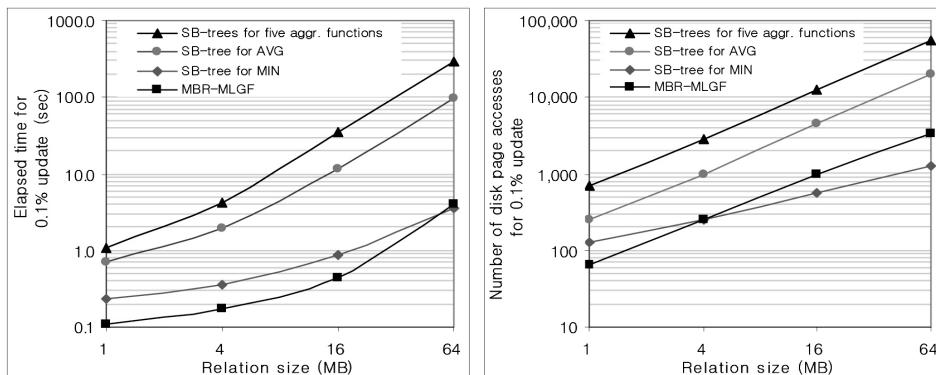 1000.0
100.0
10.0
1.0
0.1
Elapsed time for
0.1% update (sec)
SB-trees for five aggr. functions
SB-tree for AVG
SB-tree for MIN
MBR-MLGF
1 4 16 64
Relation size (MB)
100,000
10,000
1,000
100
10
Number of disk page accesses
for 0.1% update
SB-trees for five aggr. functions
SB-tree for AVG
SB-tree for MIN
MBR-MLGF
1 4 16 64
Relation size (MB)